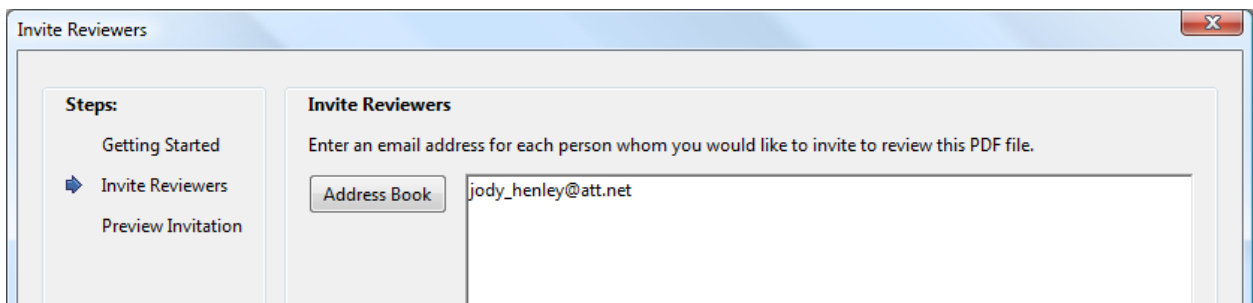 Invite Reviewers
Steps:
Getting Started
Invite Reviewers
Preview Invitation
Invite Reviewers
Enter an email address for each person whom you would like to invite to review this PDF file.
Address Book
jody_henley@att.net